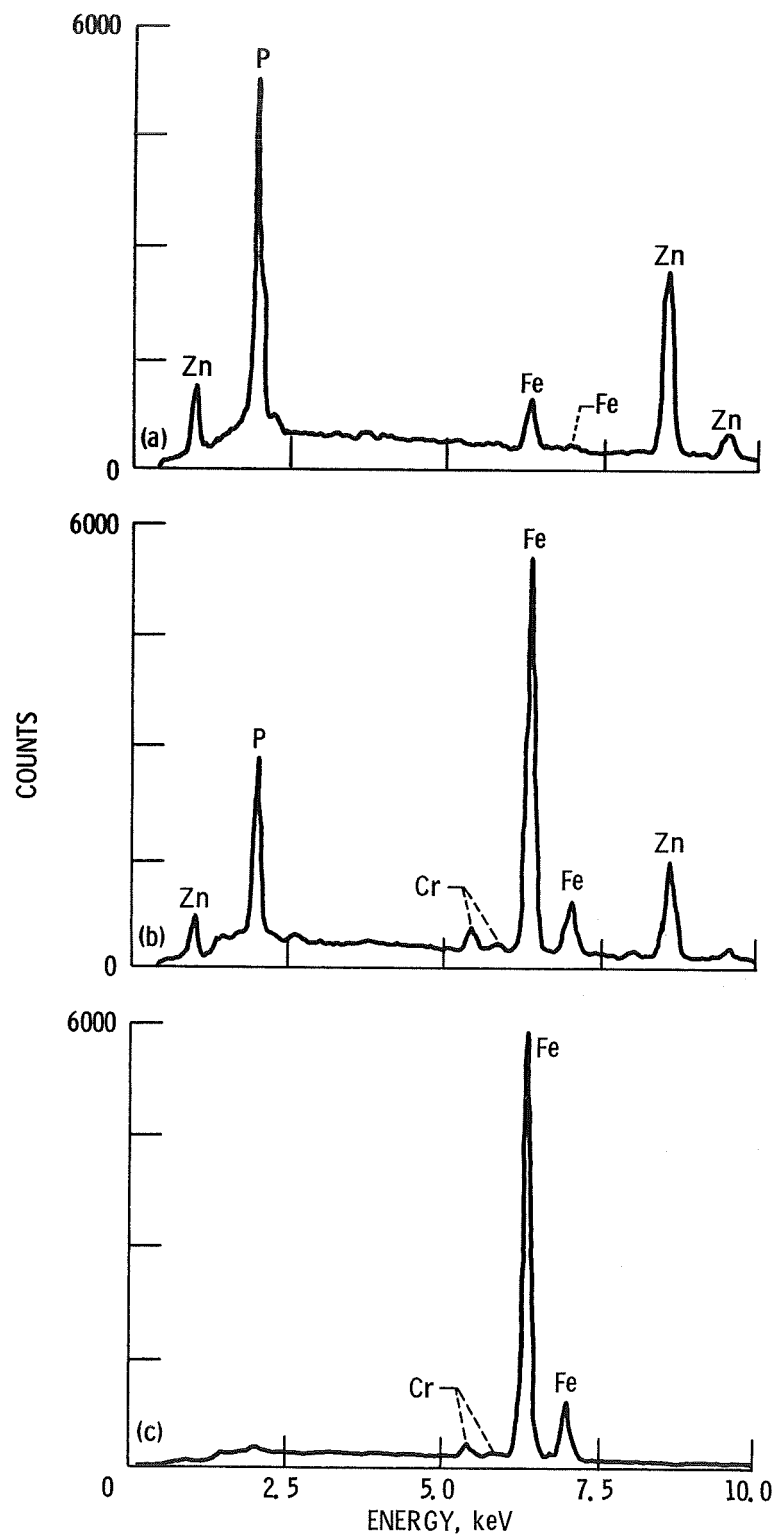 6000
P
Zn
Zn
Fe
Fe
Zn
(a)
0
6000
Fe
P
Zn
Cr
Fe
Zn
(b)
0
COUNTS
6000
Fe
Cr
Fe
(c)
0 2.5 5.0 7.5 10.0
ENERGY, keV